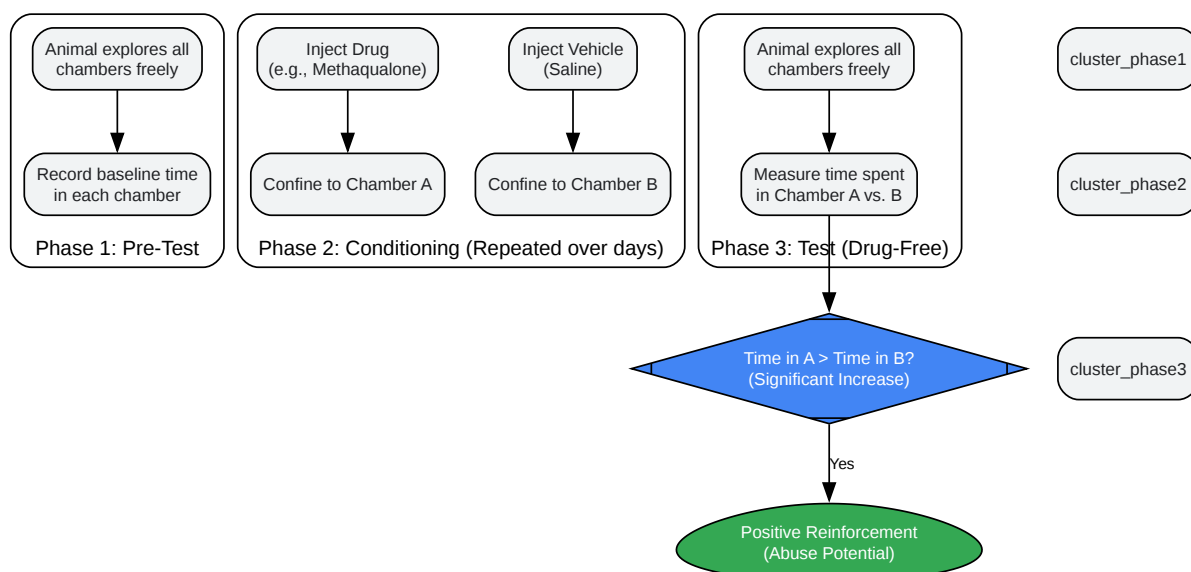 Animal explores all
chambers freely
Record baseline time
in each chamber
Phase 1: Pre-Test
Inject Drug
(e.g., Methaqualone)
Confine to Chamber A
Inject Vehicle
(Saline)
Confine to Chamber B
Phase 2: Conditioning (Repeated over days)
Animal explores all
chambers freely
Measure time spent
in Chamber A vs. B
Phase 3: Test (Drug-Free)
Time in A > Time in B?
(Significant Increase)
Yes
Positive Reinforcement
(Abuse Potential)
cluster_phase1
cluster_phase2
cluster_phase3